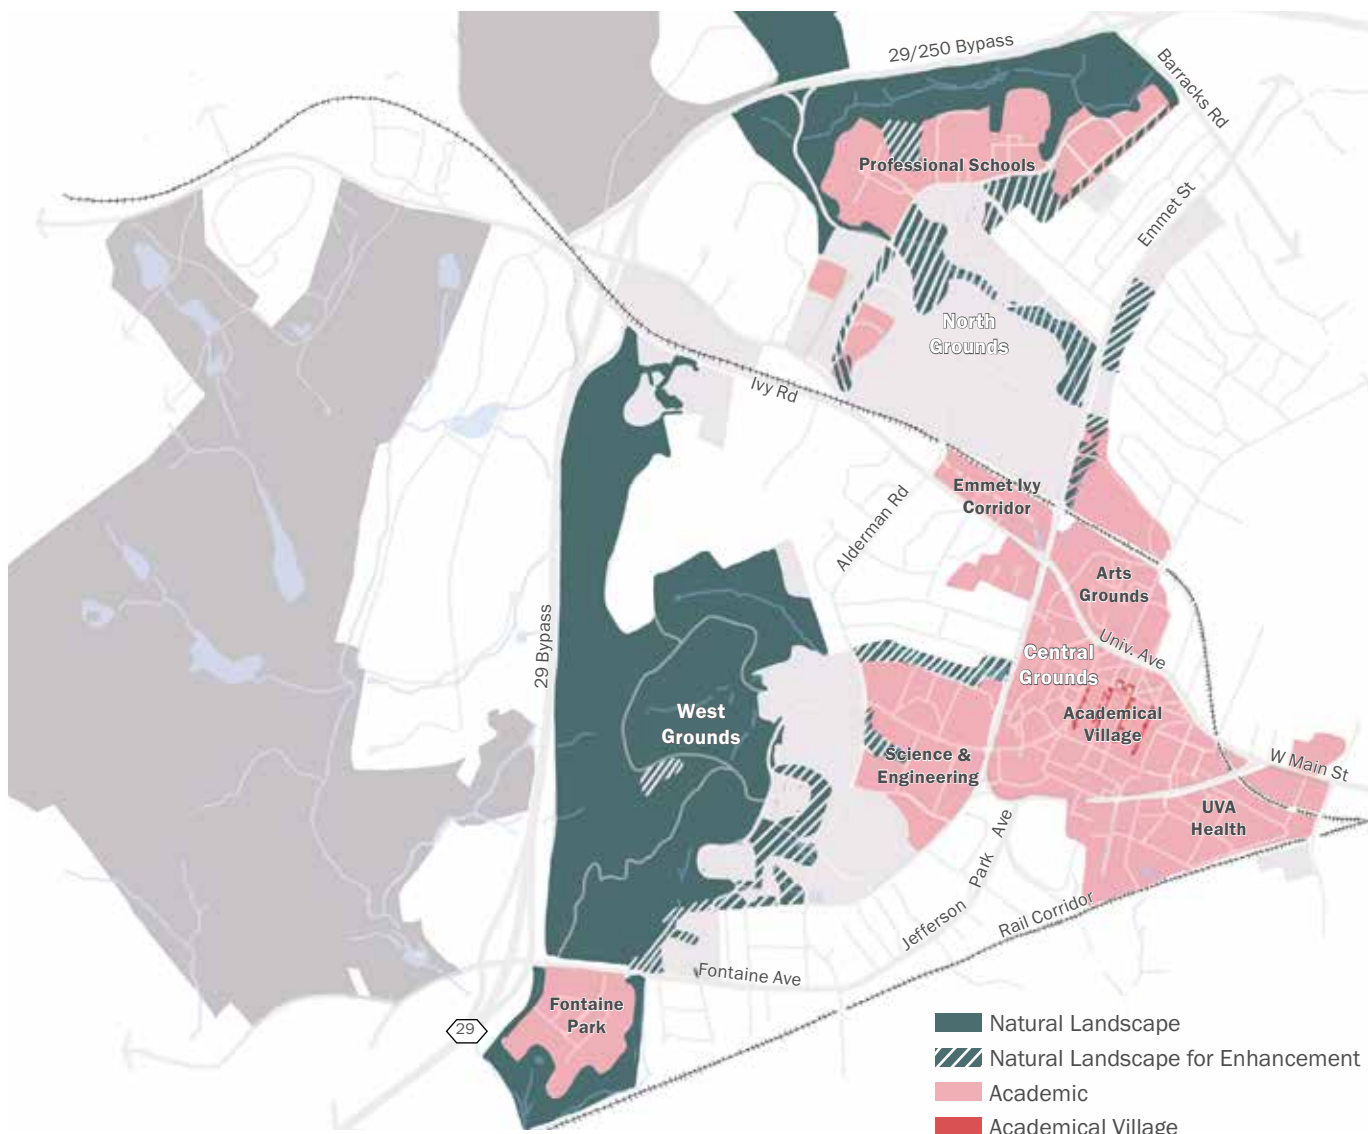 29/250 Bypass
Barracks Rd
Professional Schools
Emmet St
North
Grounds
Ivy Rd
Emmet Ivy
Corridor
Alderman Rd
Arts
Grounds
29 Bypass
Univ. Ave
Central
Grounds
West
Grounds
Academical
Village
Science &
Engineering
W Main St
UVA
Health
Jefferson Park Ave
Rail Corridor
Fontaine Ave
Fontaine
Park
29
Natural Landscape
Natural Landscape for Enhancement
Academic
Academical Village